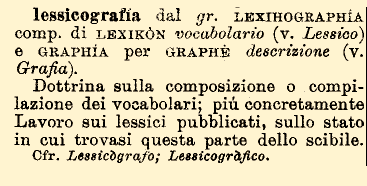 lessicografía dal gr. LEXIHOGRAPHÍA
comp. di LEXIKÒN vocabolario (v. Lessico)
e GRAPHÍA per GRAPHÈ descrizione (v.
Grafia).
Dottrina sulla composizione o compi-
lazione dei vocabolari; piú concretamente
Lavoro sui lessici pubblicati, sullo stato
in cui trovasi questa parte dello scibile.
Cfr. Lessicògrafo; Lessicogràfico.